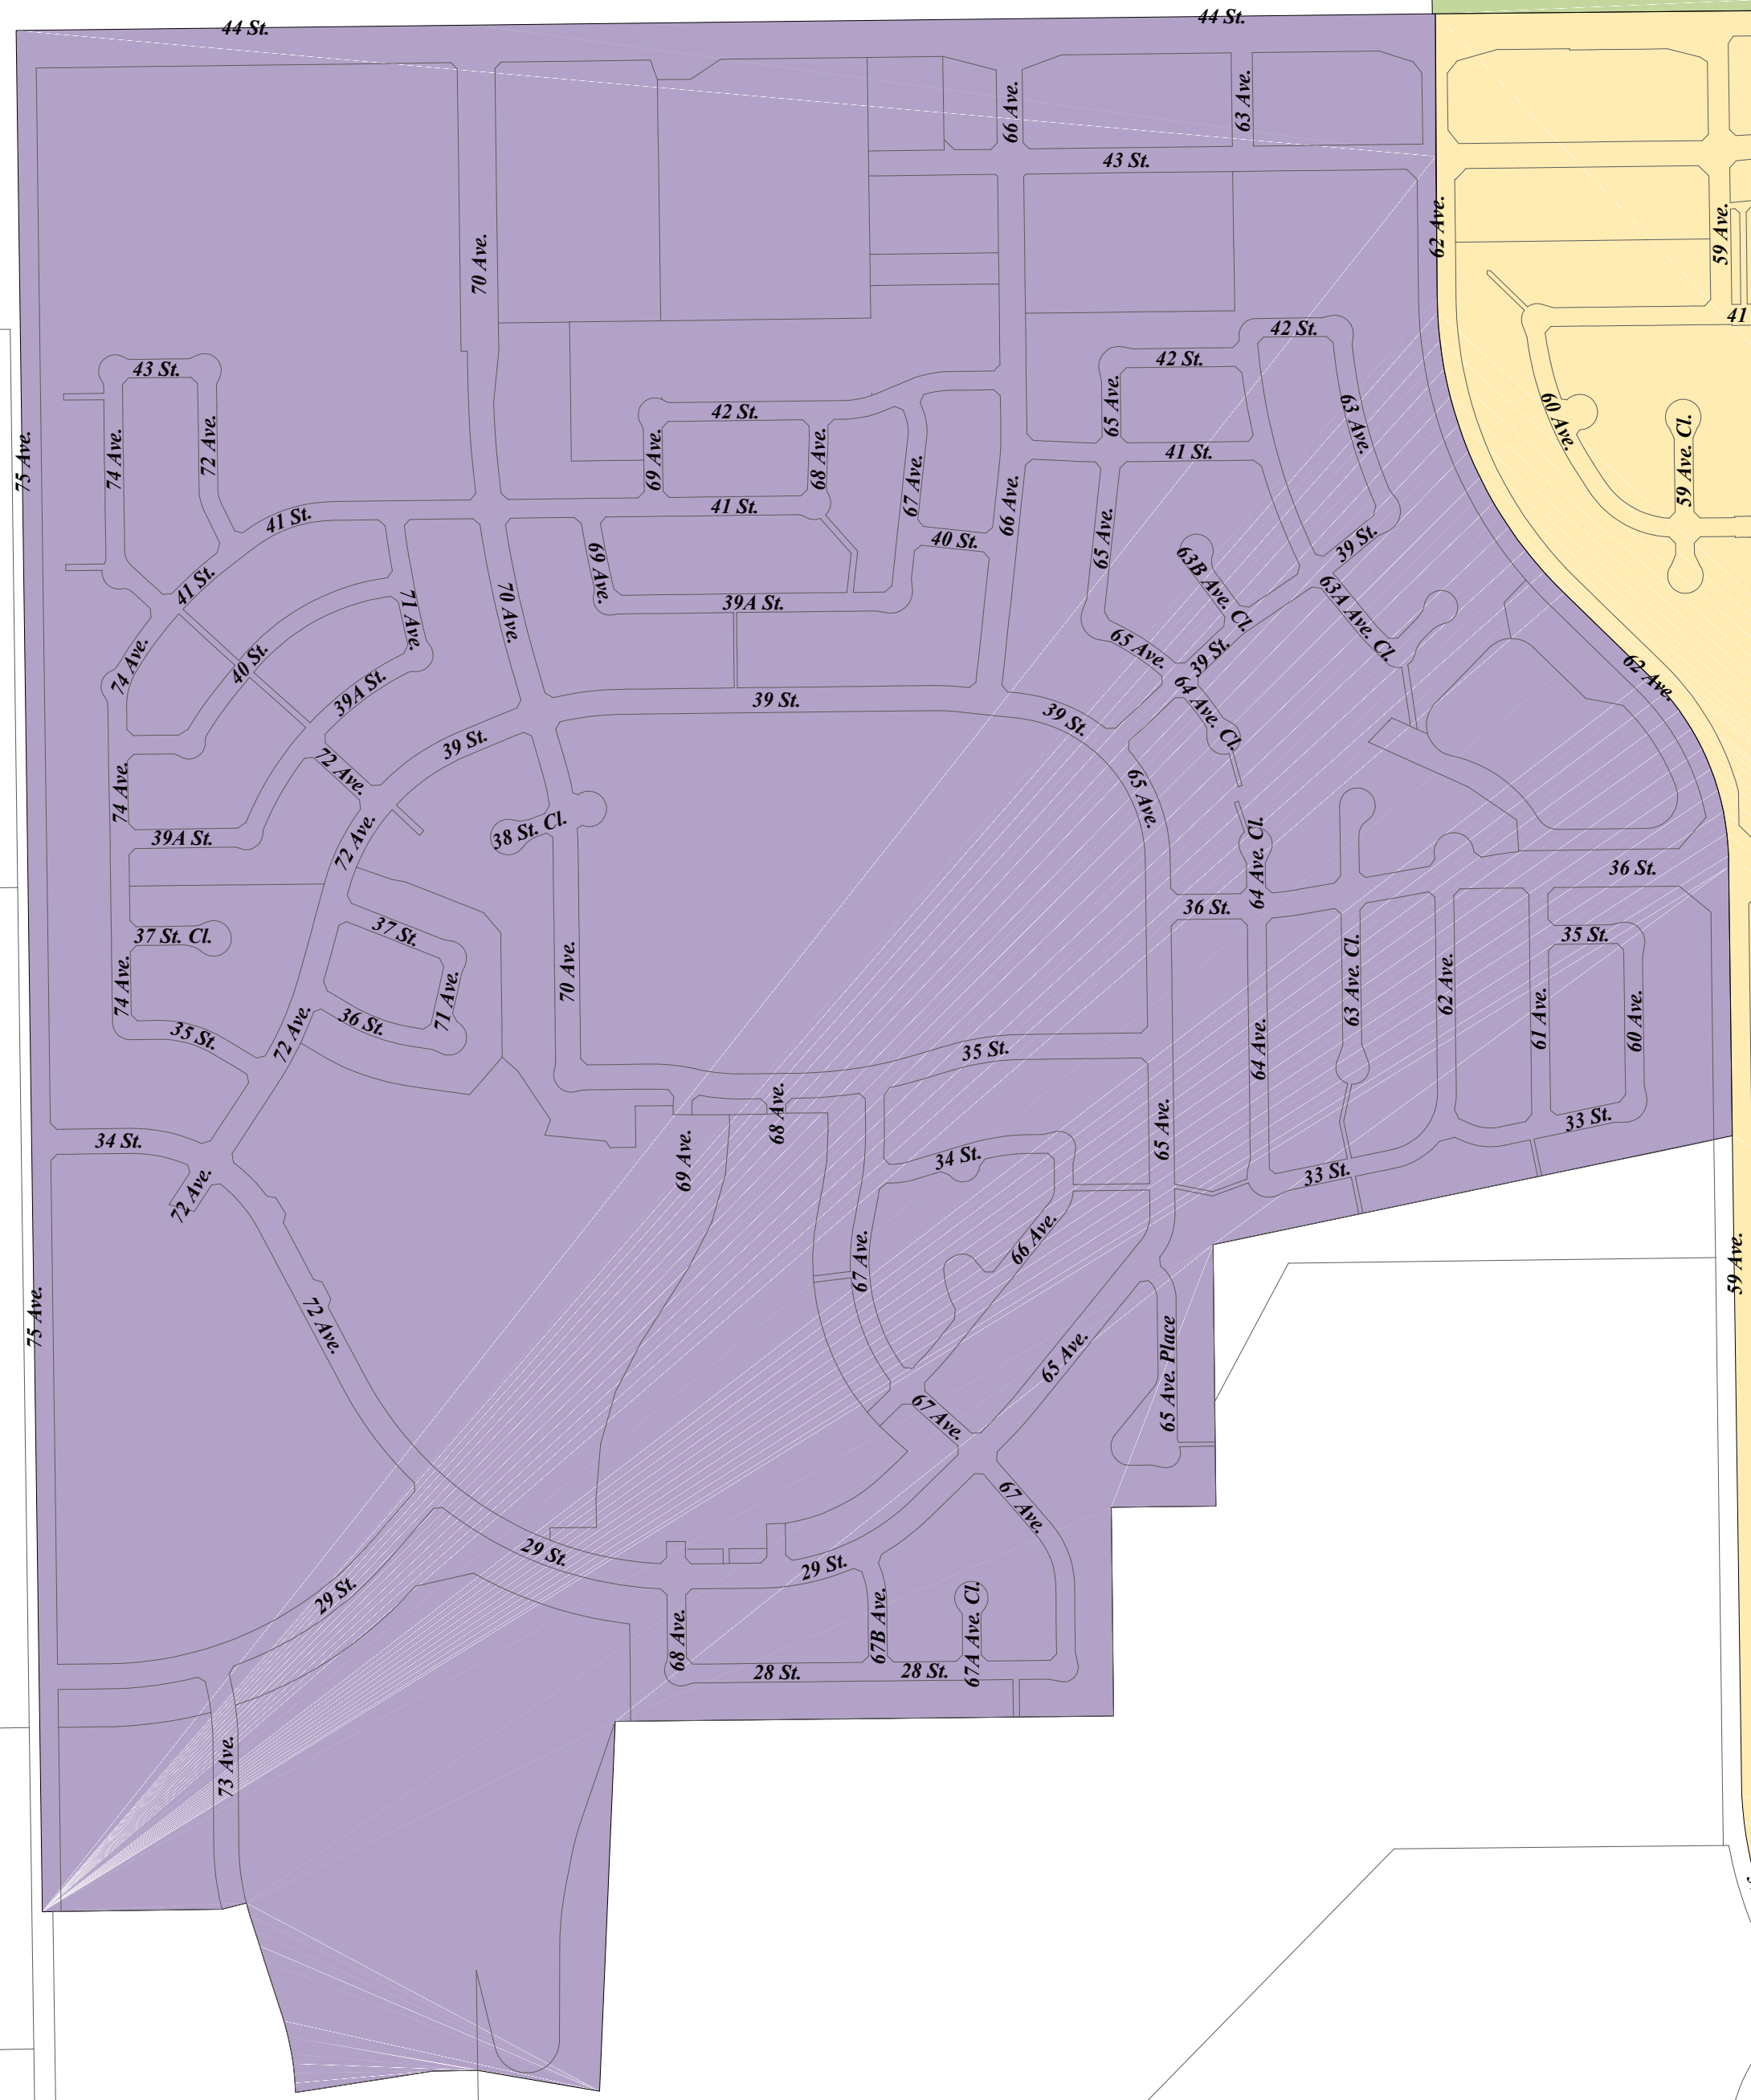 44 St.
44 St.
66 Ave.
63 Ave.
43 St.
70 Ave.
62 Ave.
59 Ave.
41
42 St.
42 St.
43 St.
65 Ave.
63 Ave.
60 Ave.
42 St.
75 Ave.
74 Ave.
72 Ave.
69 Ave.
68 Ave.
67 Ave.
41 St.
59 Ave. Cl.
66 Ave.
41 St.
41 St.
65 Ave.
40 St.
39 St.
41 St.
69 Ave.
63B Ave. Cl.
71 Ave.
70 Ave.
39A St.
63A Ave. Cl.
74 Ave.
40 St.
65 Ave.
39 St.
62 Ave.
39A St.
39 St.
64 Ave. Cl.
39 St.
39 St.
72 Ave.
74 Ave.
65 Ave.
39A St.
72 Ave.
38 St. Cl.
64 Ave. Cl.
36 St.
36 St.
37 St. Cl.
37 St.
35 St.
74 Ave.
71 Ave.
70 Ave.
63 Ave. Cl.
62 Ave.
61 Ave.
60 Ave.
35 St.
72 Ave.
36 St.
35 St.
64 Ave.
68 Ave.
65 Ave.
33 St.
34 St.
69 Ave.
34 St.
33 St.
72 Ave.
66 Ave.
67 Ave.
59 Ave.
75 Ave.
72 Ave.
65 Ave.
65 Ave. Place
67 Ave.
67 Ave.
29 St.
29 St.
29 St.
68 Ave.
67B Ave.
67A Ave. Cl.
28 St.
28 St.
73 Ave.